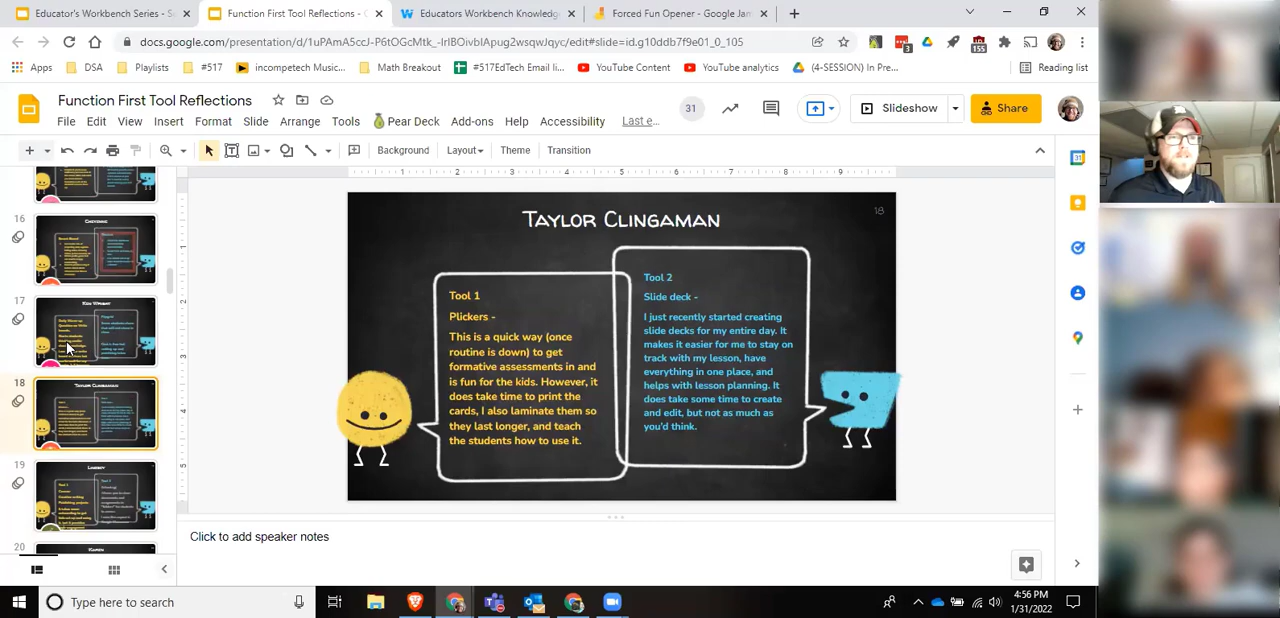 Educator's Workbench Series - S
Function First Tool Reflections - G
Educators Workbench Knowledge
Forced Fun Opener - Google Jam
docs.google.com/presentation/d/1uPAmA5cJ-P6tOGcMtk_-IrIROivbIApug2wsqwJqyc/edit#slide=id.g10ddb7f9e01_0_105
3
155
Apps
DSA
Playlists
#517
incompetech Music...
Math Breakout
#517EdTech Email li...
YouTube Content
YouTube analytics
(4-SESSION) In Pre...
Reading list
Function First Tool Reflections
31
Slideshow
Share
File
Edit
View
Insert
Format
Slide
Pear Deck
Help
Accessibility
Last e...
Background
Theme
Transition
2
9
16
17
18
19
20
Taylor Clingaman
18
Tool 1
Plickers -
This is a quick way (once
routine is down) to get
formative assessments in and
is fun for the kids. However, it
does take time to print the
cards, I also laminate him so
they last longer, and teach
the students how to use it.
Tool 2
Slide deck -
I just recently started creating
slide decks for my entire day. It
makes it easier for me to stay on
track with my lesson, have
everything in one place, and
helps with lesson planning. It
does take some time to create
and edit, but not as much as
you'd think.
Click to add speaker notes
Type here to search
4:56 PM
1/31/2022